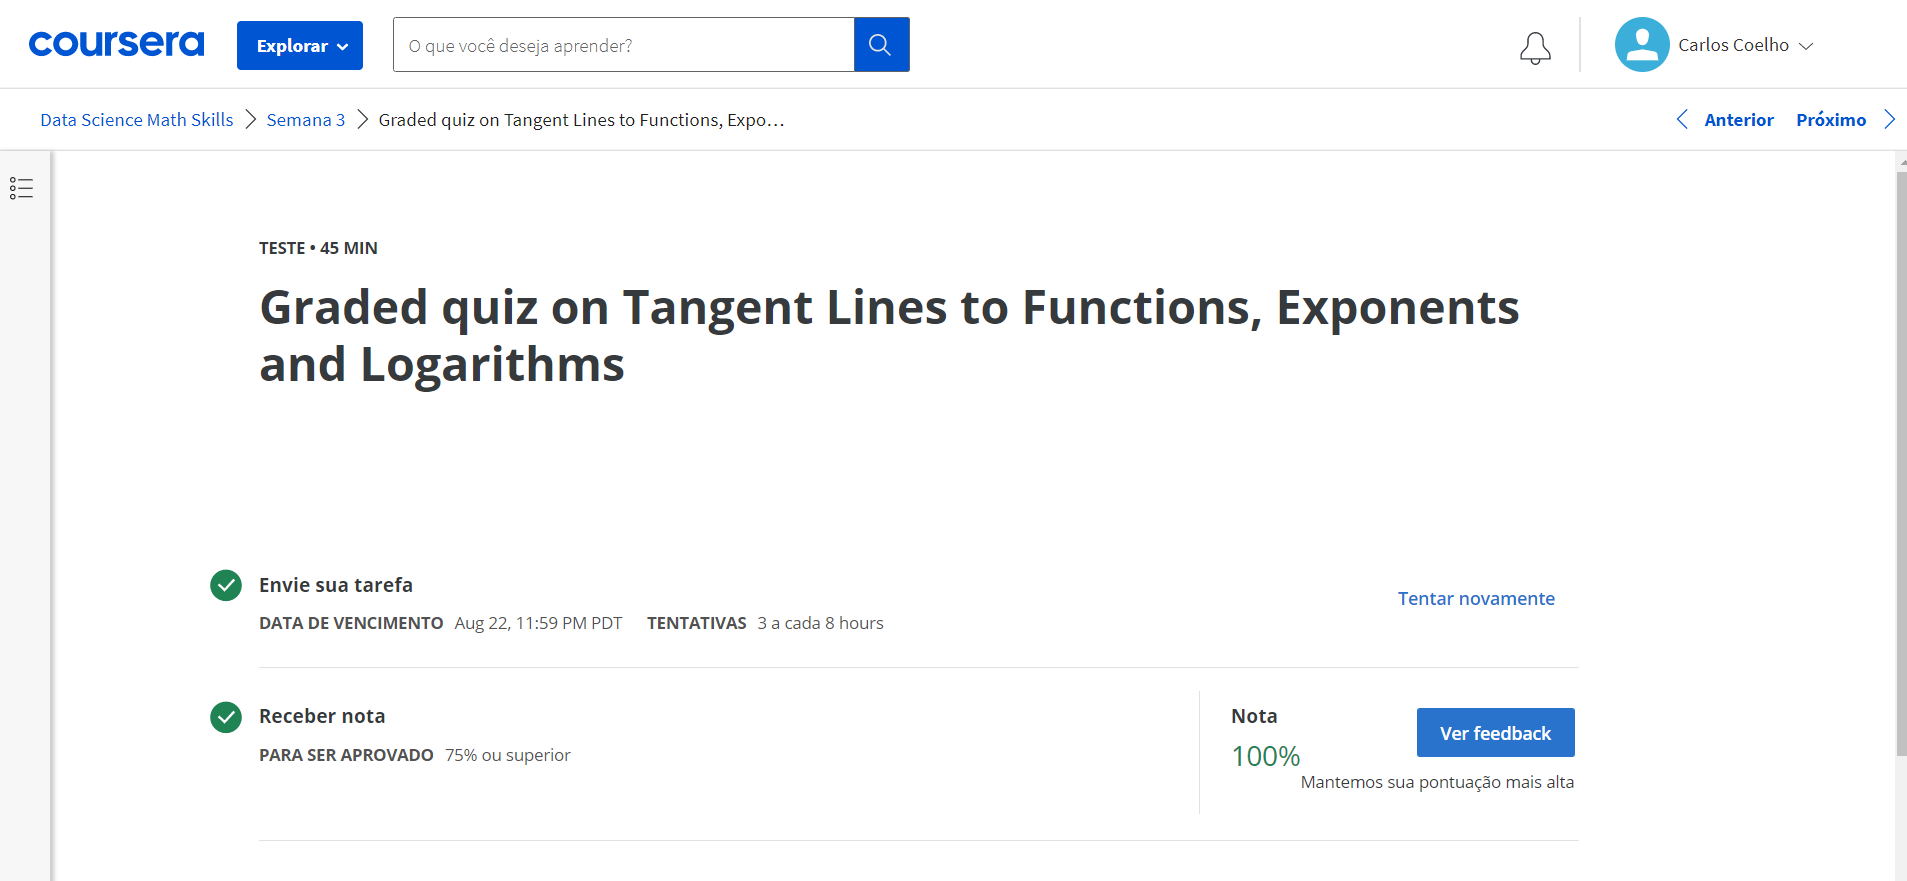 coursera
Explorar
O que você deseja aprender?
Carlos Coelho
Data Science Math Skills
Semana 3
Graded quiz on Tangent Lines to Functions, Expo...
Anterior
Próximo
TESTE • 45 MIN
Graded quiz on Tangent Lines to Functions, Exponents
and Logarithms
Envie sua tarefa
DATA DE VENCIMENTO Aug 22, 11:59 PM PDT TENTATIVAS 3 a cada 8 hours
Tentar novamente
Receber nota
PARA SER APROVADO 75% ou superior
Nota
100%
Ver feedback
Mantemos sua pontuação mais alta